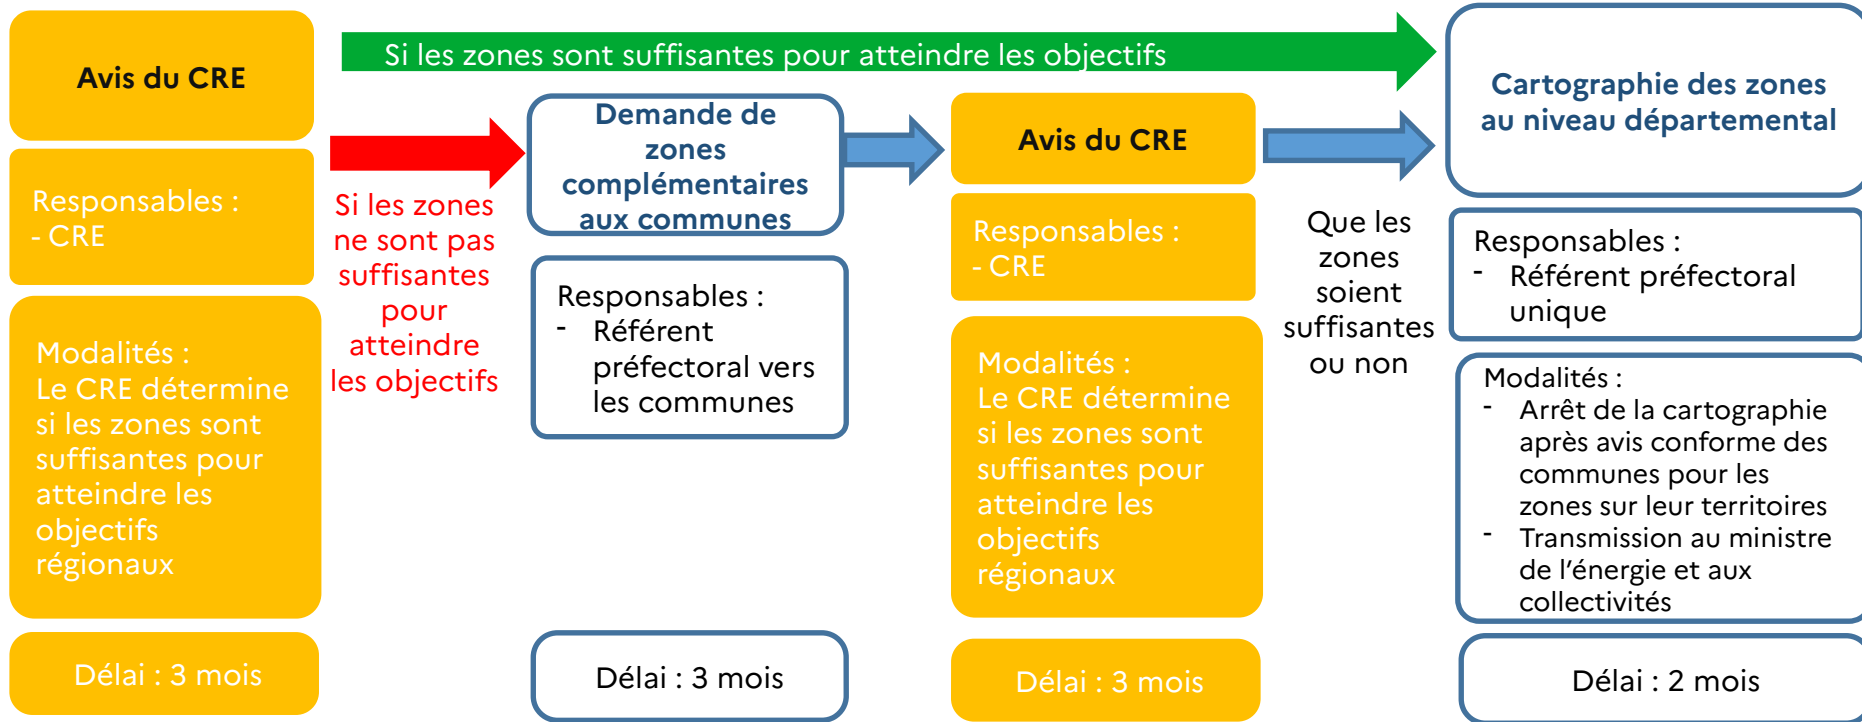 Avis du CRE
Responsables :
- CRE
Modalités :
Le CRE détermine
si les zones sont
suffisantes pour
atteindre les
objectifs
régionaux
Délai : 3 mois
Si les zones sont suffisantes pour atteindre les objectifs
Si les zones
ne sont pas
suffisantes
pour
atteindre
les objectifs
Demande de
zones
complémentaires
aux communes
Responsables :
- Référent
préfectoral vers
les communes
Délai : 3 mois
Avis du CRE
Responsables :
- CRE
Modalités :
Le CRE détermine
si les zones sont
suffisantes pour
atteindre les
objectifs
régionaux
Délai : 3 mois
Que les
zones
soient
suffisantes
ou non
Cartographie des zones
au niveau départemental
Responsables :
- Référent préfectoral
unique
Modalités :
- Arrêt de la cartographie
après avis conforme des
communes pour les
zones sur leur territoires
- Transmission au ministre
de l’énergie et aux
collectivités
Délai : 2 mois